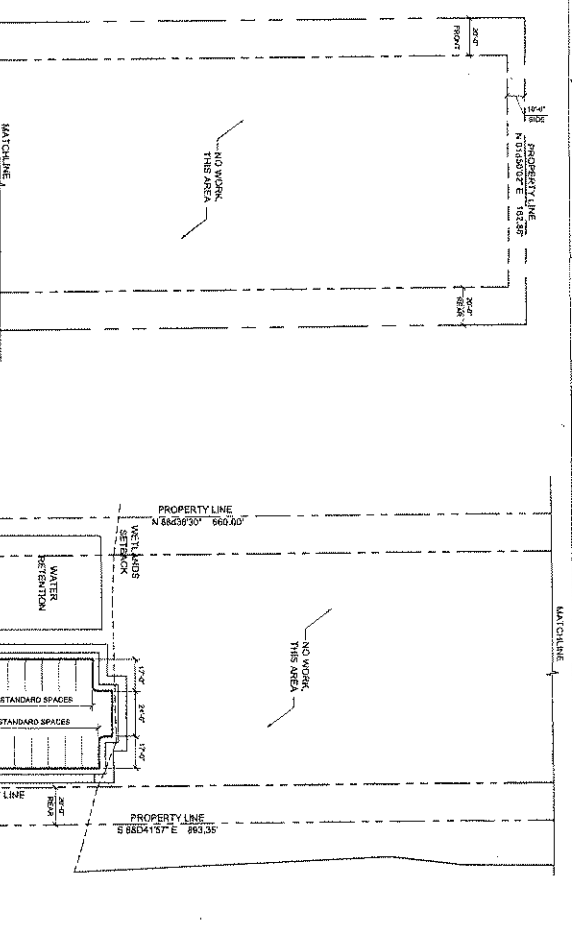 20'-0"
FRONT
10'-0"
SIDE
PROPERTY LINE
N 01d50'02" E 182.86'
NO WORK
THIS AREA
MATCHLINE
20'-0"
REAR
PROPERTY LINE
N 88d38'30" 660.00'
WETLANDS
SETBACK
WATER
RETENTION
MATCHLINE
NO WORK
THIS AREA
17'-0"
24'-0"
17'-0"
STANDARD SPACES
STANDARD SPACES
LINE
20'-0"
REAR
PROPERTY LINE
S 88D41'57" E 893.35'